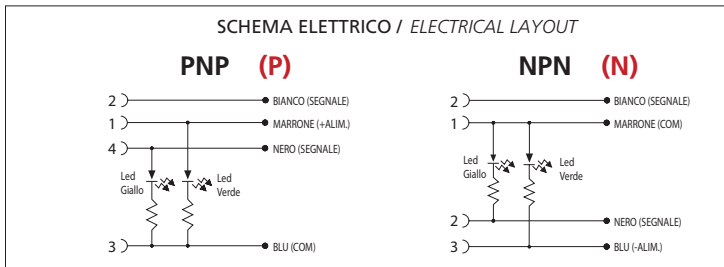 SCHEMA ELETTRICO / ELECTRICAL LAYOUT
PNP (P)
2 BIANCO (SEGNALE)
1 MARRONE (+ALIM.)
4 NERO (SEGNALE)
Led Giallo
Led Verde
3 BLU (COM)
NPN (N)
2 BIANCO (SEGNALE)
1 MARRONE (COM)
Led Giallo
Led Verde
2 NERO (SEGNALE)
3 BLU (-ALIM.)